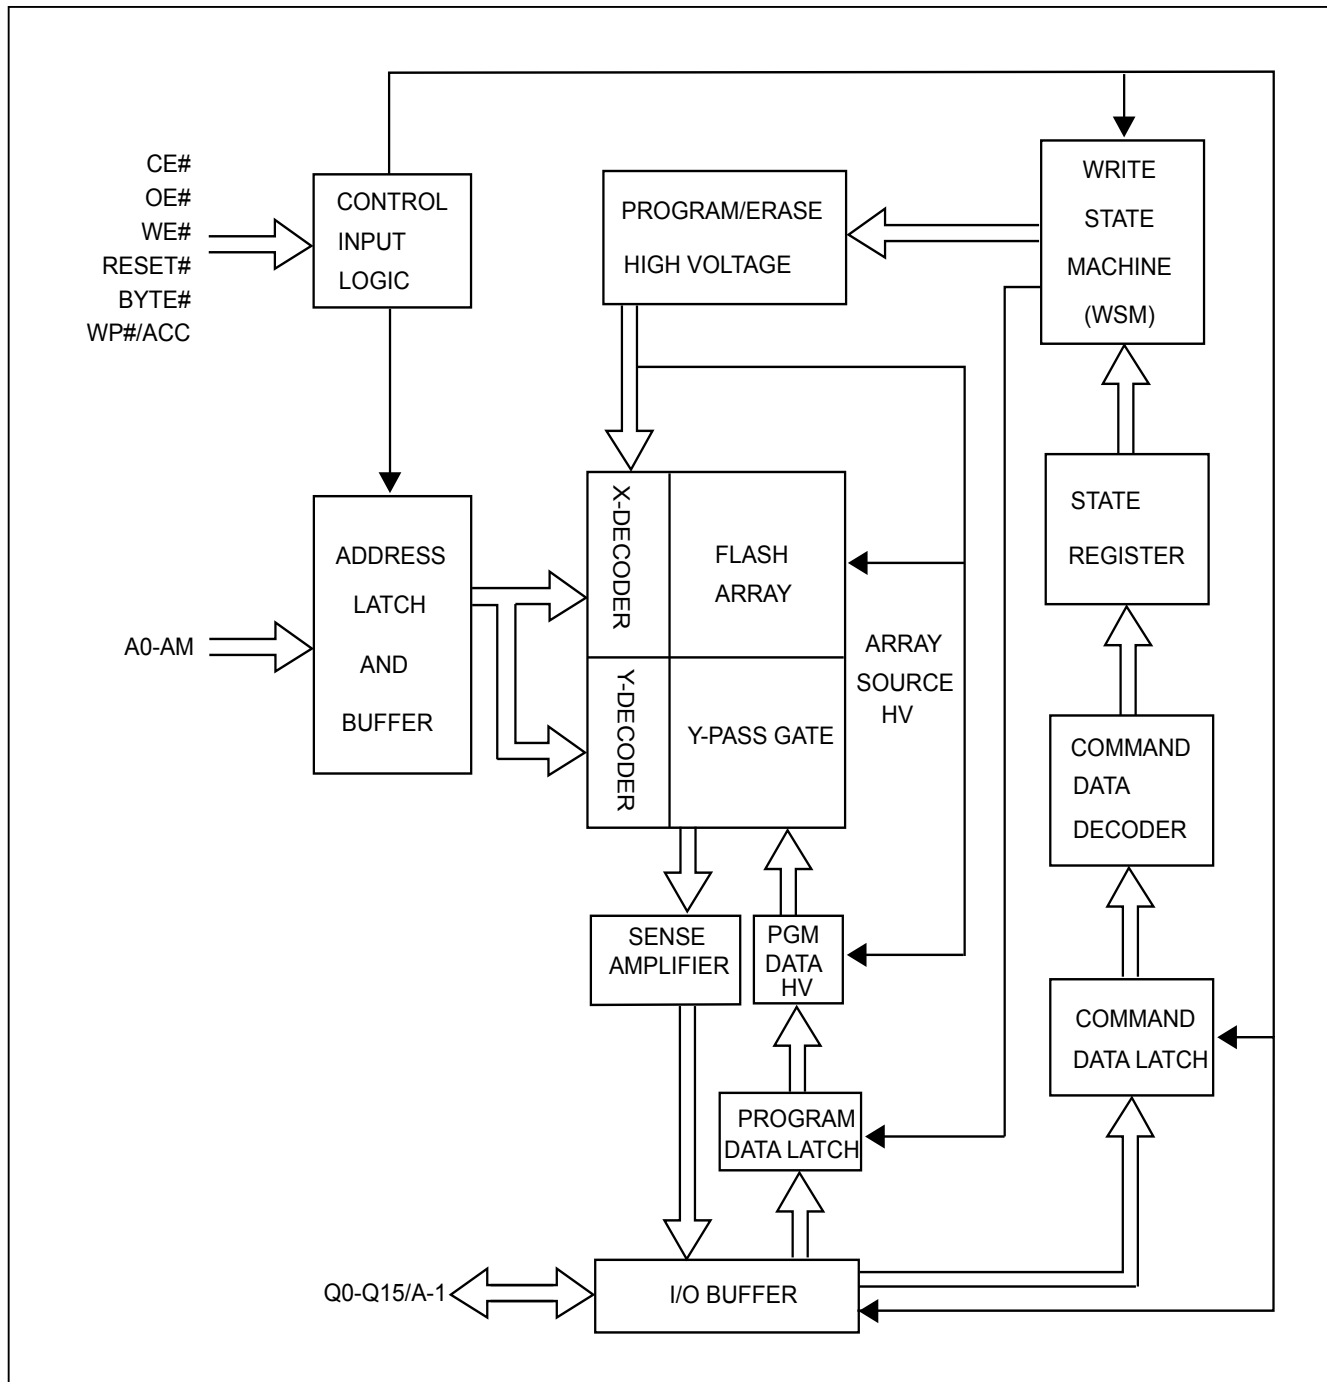 CE#
OE#
WE#
RESET#
BYTE#
WP#/ACC
CONTROL
INPUT
LOGIC
PROGRAM/ERASE
HIGH VOLTAGE
WRITE
STATE
MACHINE
(WSM)
A0-AM
ADDRESS
LATCH
AND
BUFFER
X-DECODER
FLASH
ARRAY
Y-DECODER
Y-PASS GATE
ARRAY
SOURCE
HV
STATE
REGISTER
COMMAND
DATA
DECODER
SENSE
AMPLIFIER
PGM
DATA
HV
COMMAND
DATA LATCH
PROGRAM
DATA LATCH
Q0-Q15/A-1
I/O BUFFER